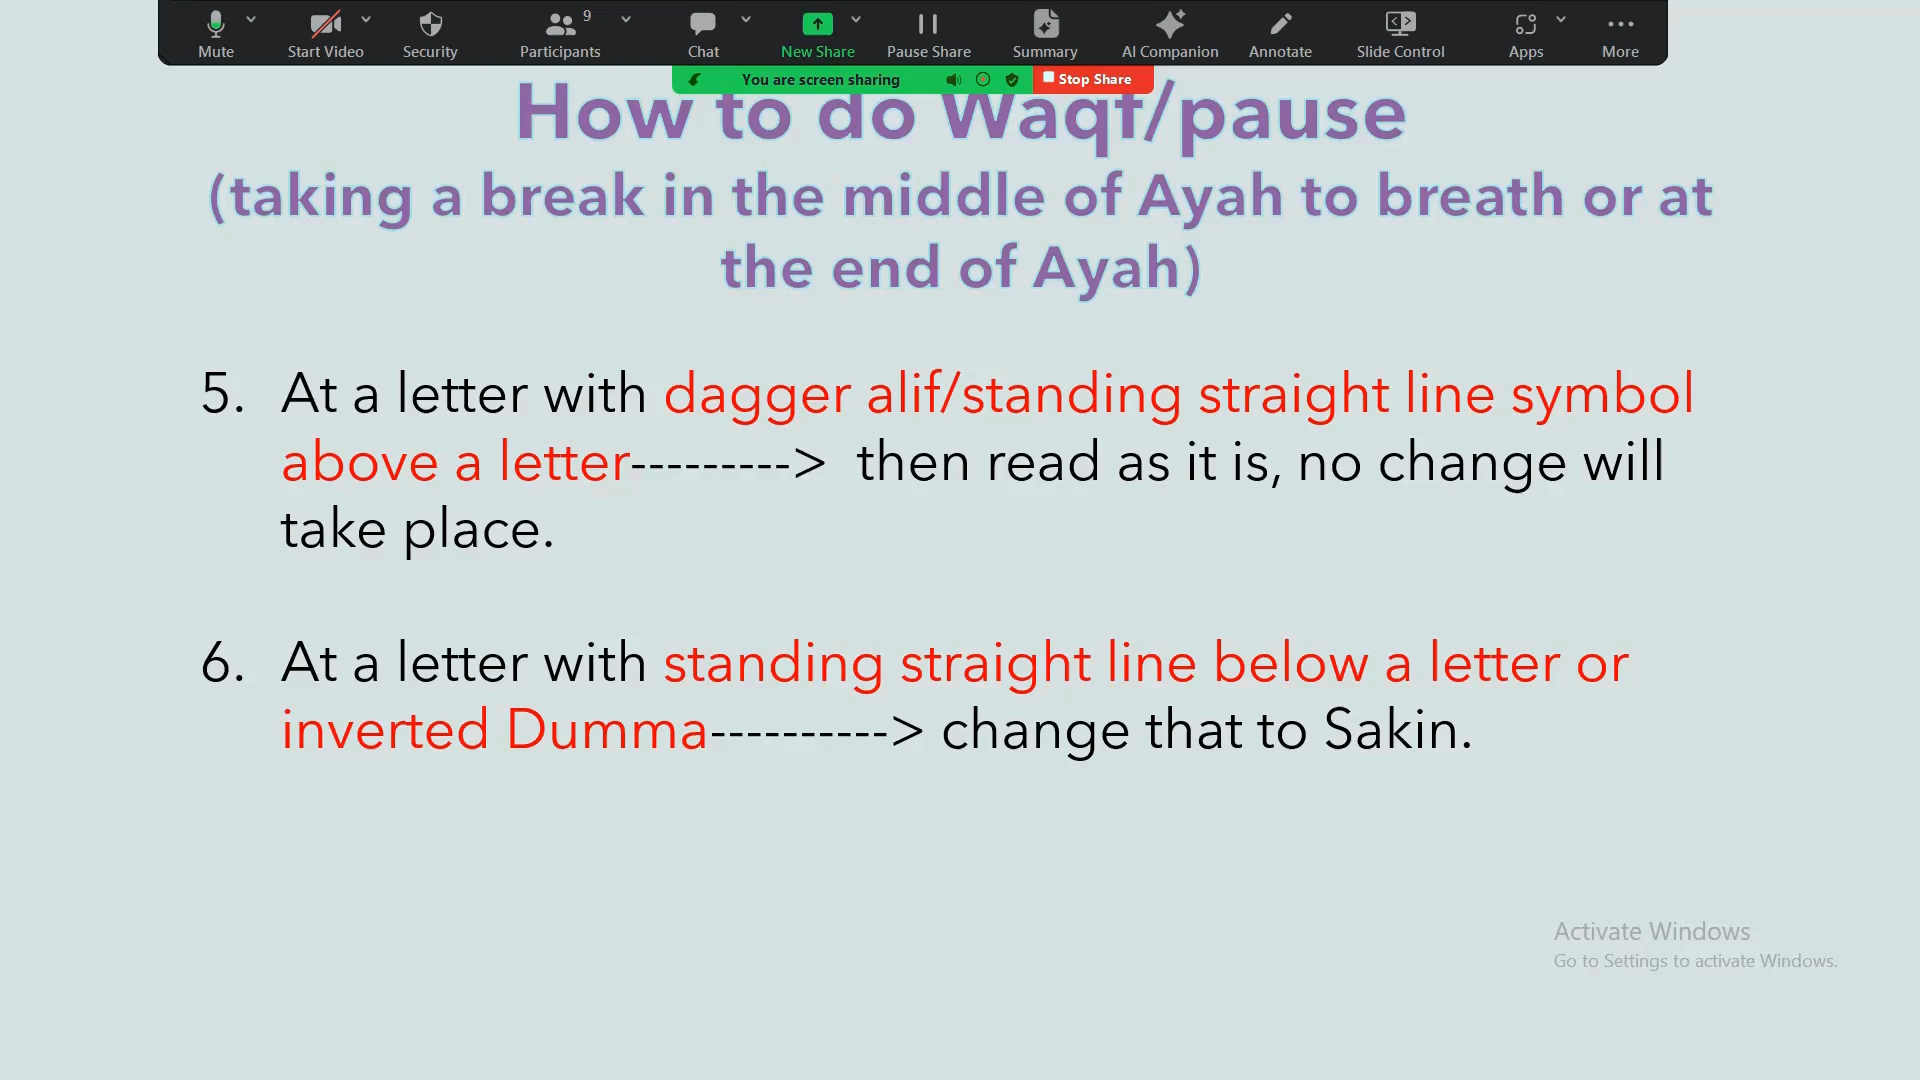 Mute
Start Video
Security
Participants
9
Chat
New Share
Pause Share
Summary
AI Companion
Annotate
Slide Control
Apps
More
You are screen sharing
Stop Share
How to do Waqf/pause
(taking a break in the middle of Ayah to breath or at
the end of Ayah)
5. At a letter with dagger alif/standing straight line symbol
above a letter---------> then read as it is, no change will
take place.
6. At a letter with standing straight line below a letter or
inverted Dumma----------> change that to Sakin.
Activate Windows
Go to Settings to activate Windows.